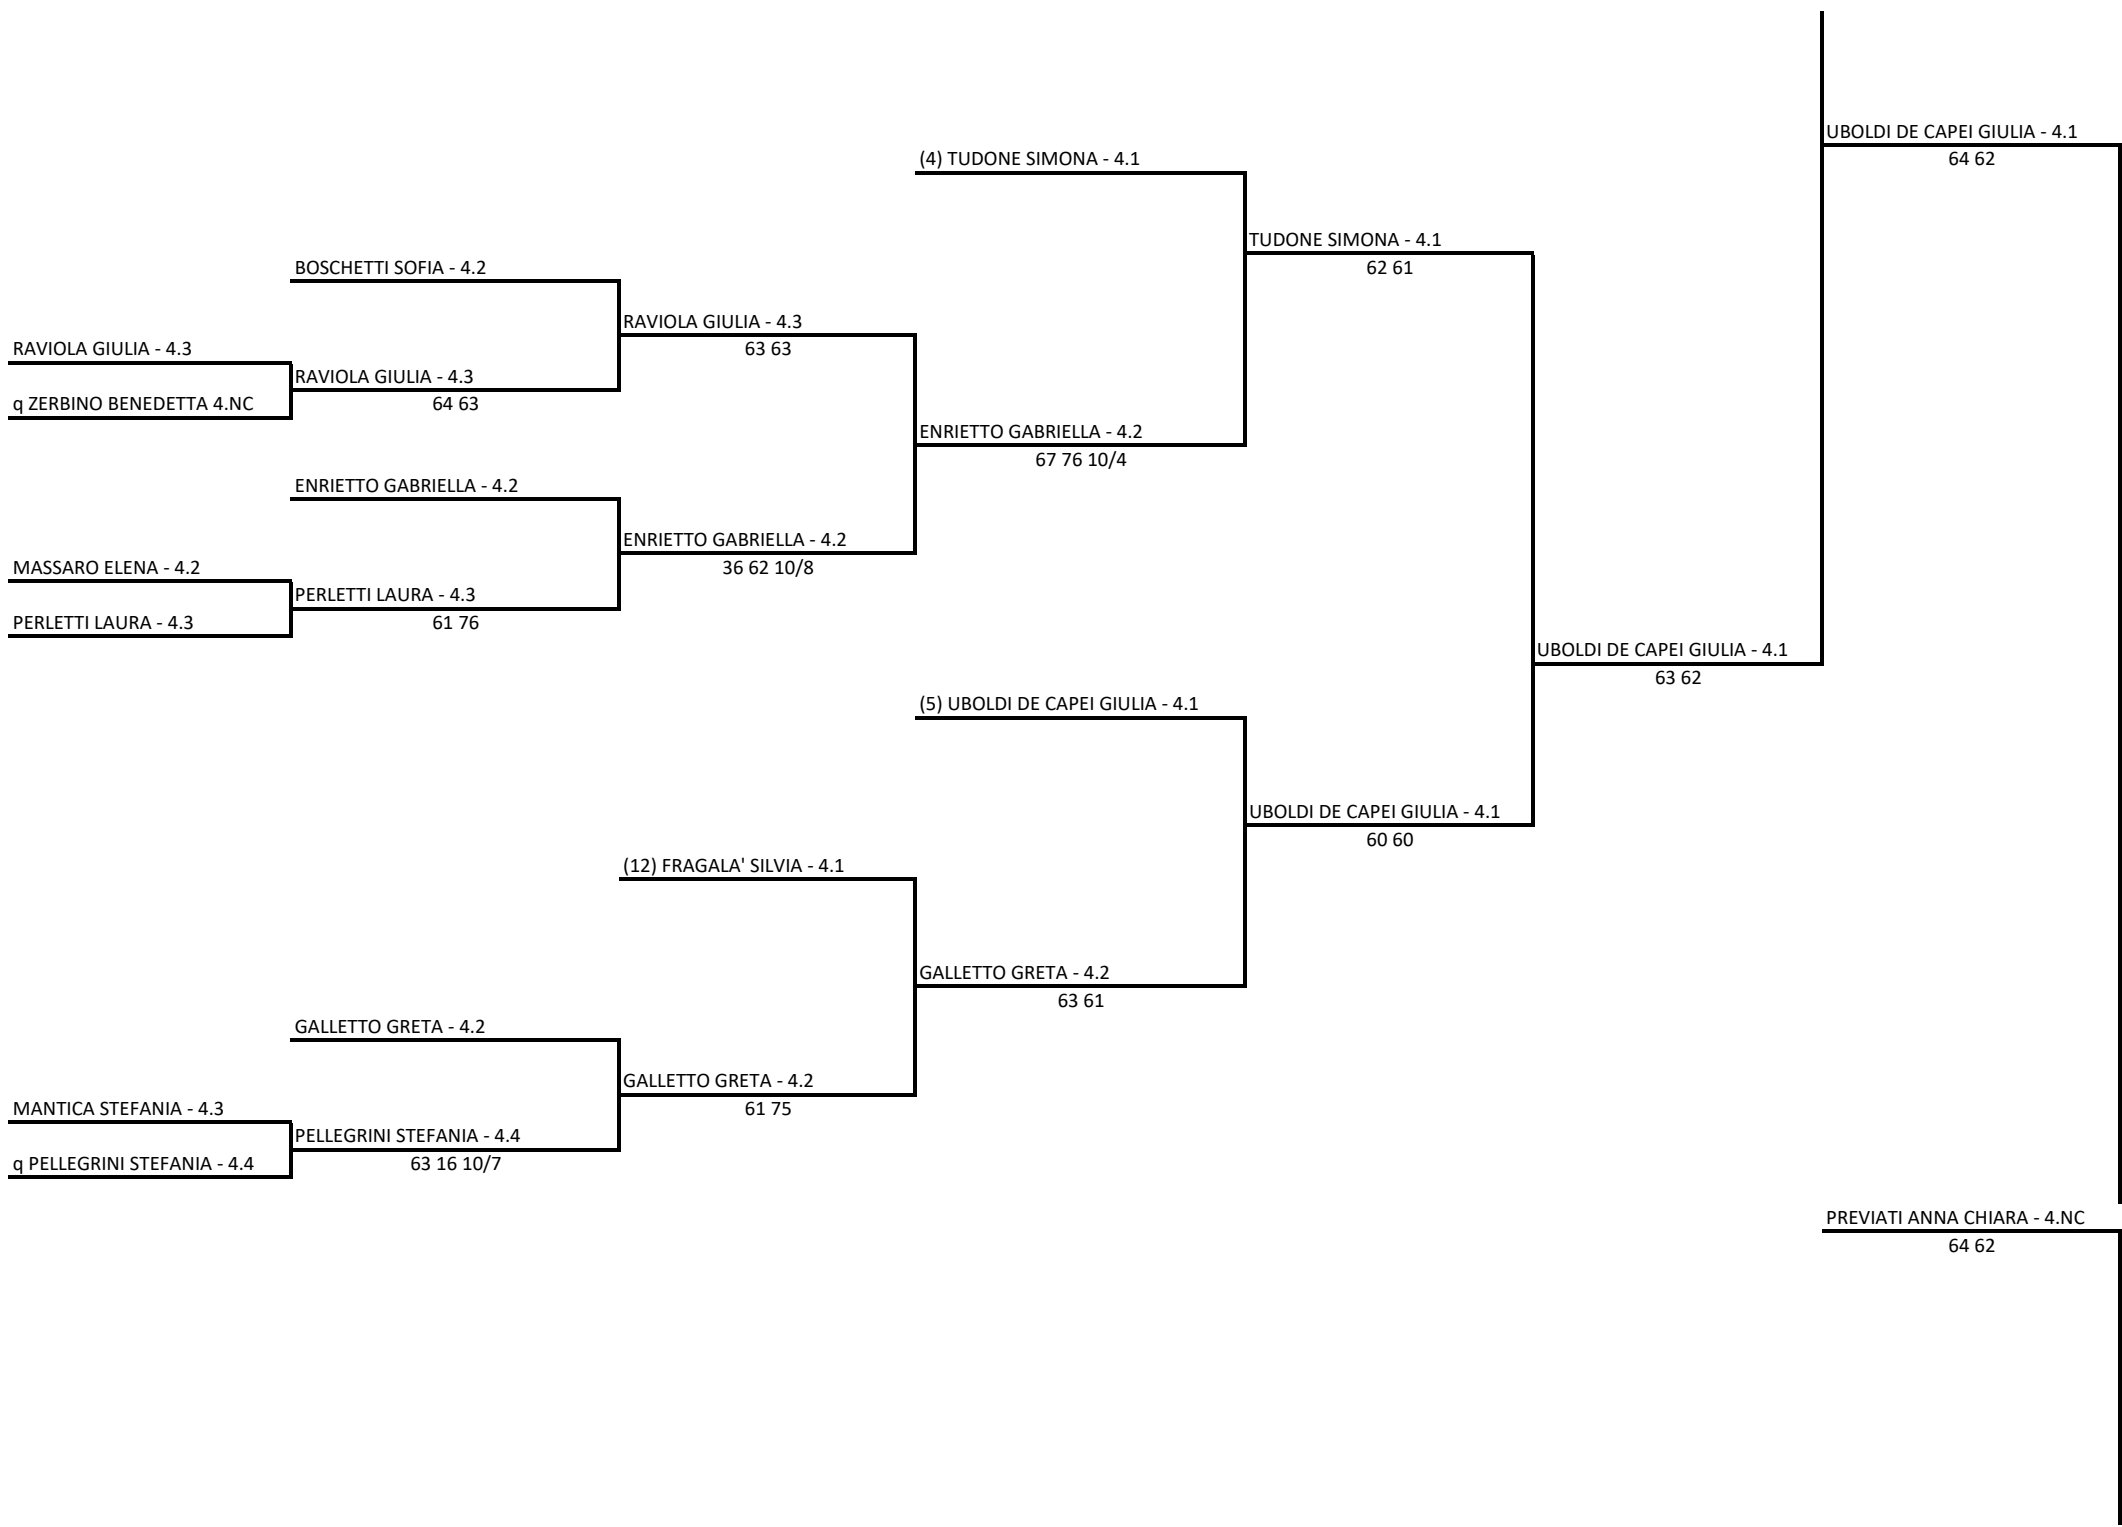 UBOLDI DE CAPEI GIULIA - 4.1
64 62
(4) TUDONE SIMONA - 4.1
TUDONE SIMONA - 4.1
62 61
BOSCHETTI SOFIA - 4.2
RAVIOLA GIULIA - 4.3
63 63
RAVIOLA GIULIA - 4.3
RAVIOLA GIULIA - 4.3
64 63
q ZERBINO BENEDETTA 4.NC
ENRIETTO GABRIELLA - 4.2
67 76 10/4
ENRIETTO GABRIELLA - 4.2
ENRIETTO GABRIELLA - 4.2
36 62 10/8
MASSARO ELENA - 4.2
PERLETTI LAURA - 4.3
61 76
PERLETTI LAURA - 4.3
UBOLDI DE CAPEI GIULIA - 4.1
63 62
(5) UBOLDI DE CAPEI GIULIA - 4.1
UBOLDI DE CAPEI GIULIA - 4.1
60 60
(12) FRAGALA' SILVIA - 4.1
GALLETTO GRETA - 4.2
63 61
GALLETTO GRETA - 4.2
GALLETTO GRETA - 4.2
61 75
MANTICA STEFANIA - 4.3
PELLEGRINI STEFANIA - 4.4
63 16 10/7
q PELLEGRINI STEFANIA - 4.4
PREVIATI ANNA CHIARA - 4.NC
64 62